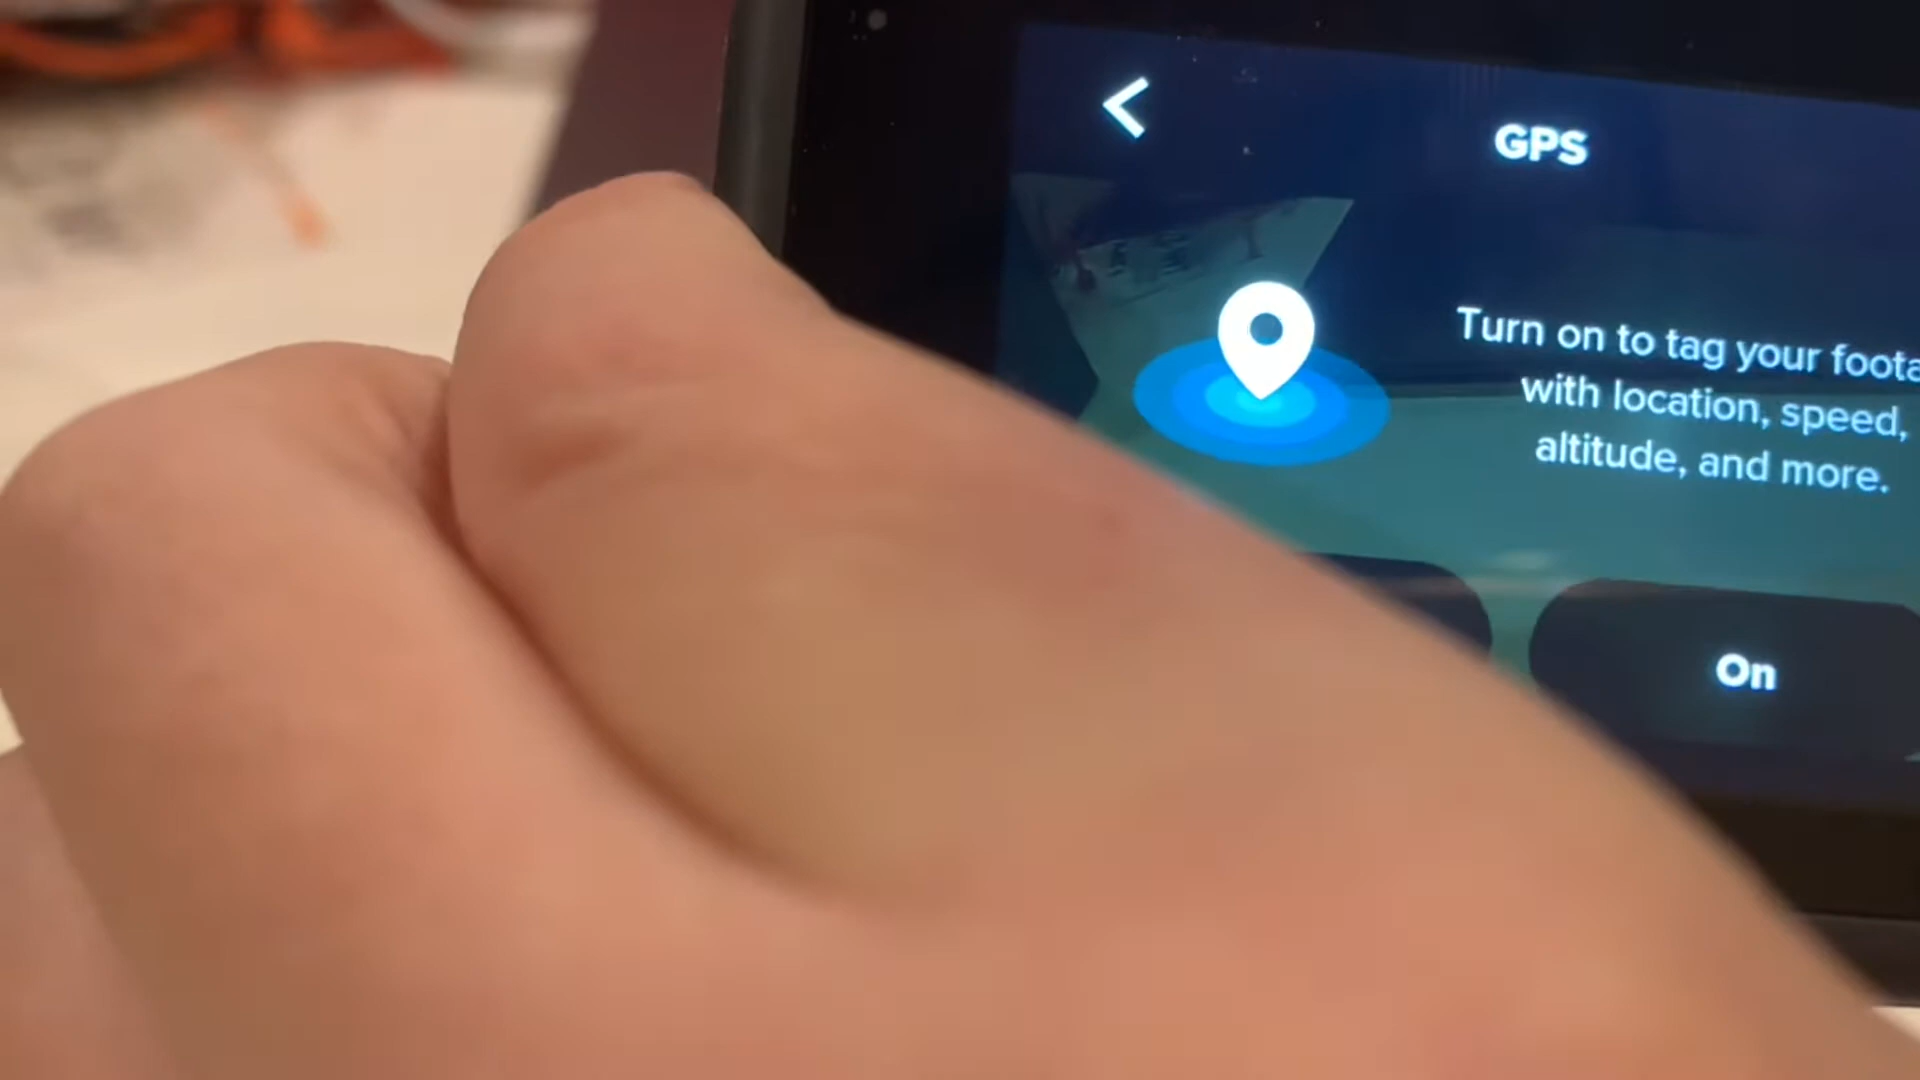 GPS
Turn on to tag your foota
with location, speed,
altitude, and more.
On